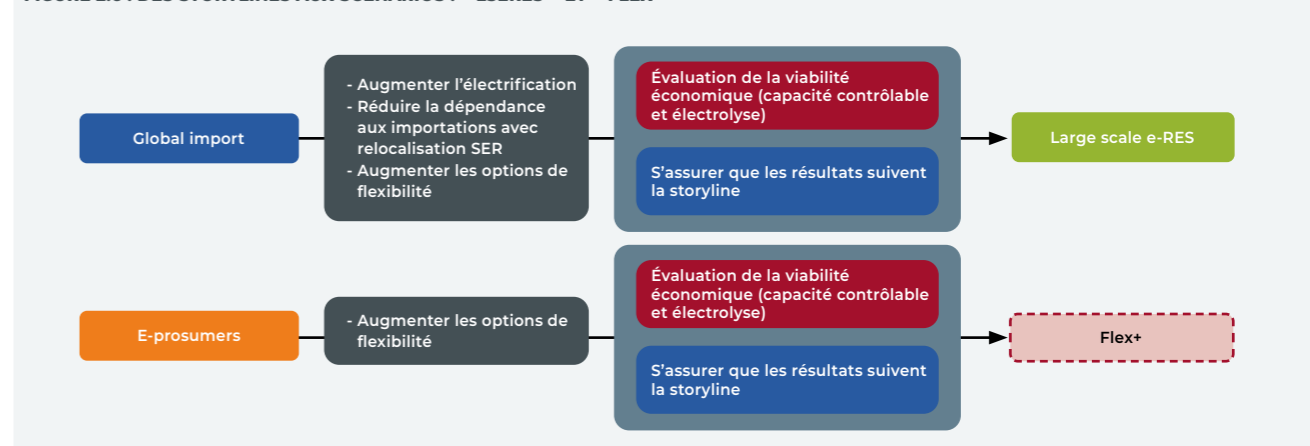 Global import
- Augmenter l'électrification
- Réduire la dépendance
aux importations avec
relocalisation SER
- Augmenter les options de
flexibilité
Évaluation de la viabilité
économique (capacité contrôlable
et électrolyse)
S'assurer que les résultats suivent
la storyline
Large scale e-RES
E-prosumers
- Augmenter les options de
flexibilité
Évaluation de la viabilité
économique (capacité contrôlable
et électrolyse)
S'assurer que les résultats suivent
la storyline
Flex+